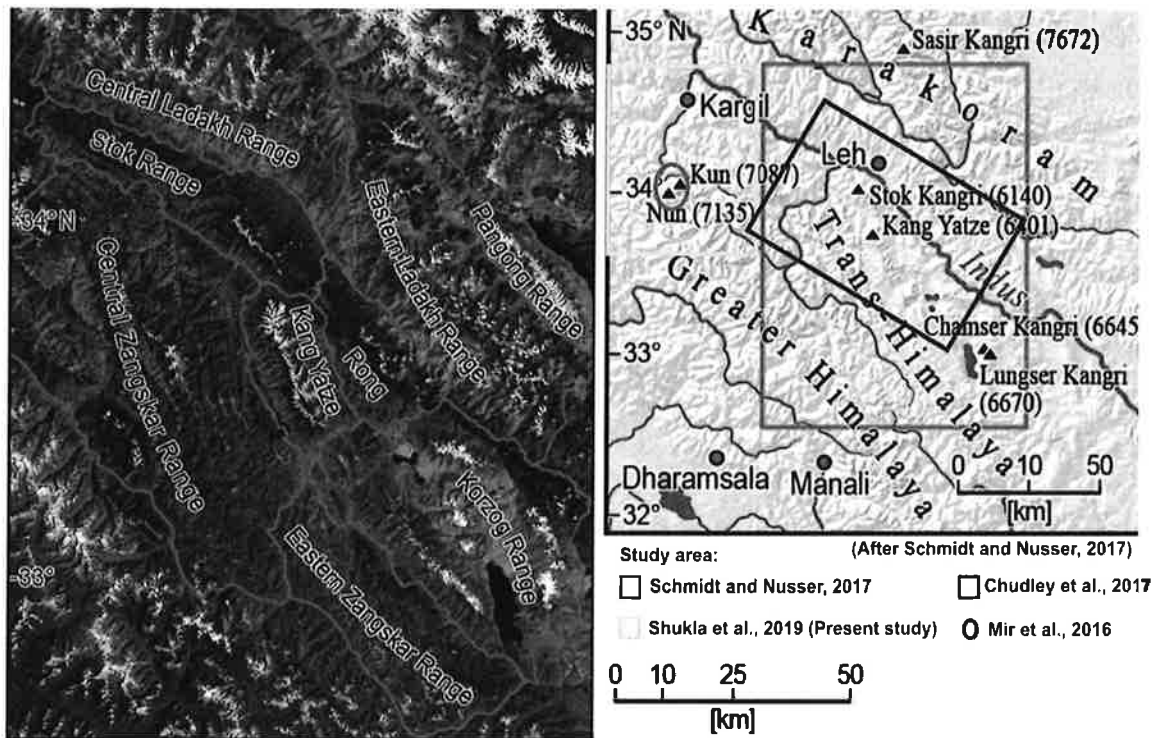 Central Ladakh Range
Stok Range
-34° N
Central Zangskar Range
Eastern Ladakh Range
Pangong Range
Kang Yatze
Rong
Korzog Range
Eastern Zangskar Range
-33°
35° N
Karakoram
Sasir Kangri (7672)
Kargil
Leh
Kun (7087)
34°
Nun (7135)
Stok Kangri (6140)
Kang Yatze (6401)
Trans-Himalaya
Indus
Greater Himalaya
33°
Chamser Kangri (6645
Lungser Kangri
(6670)
Dharamsala
Manali
0 10 50
[km]
32°
Study area:
(After Schmidt and Nusser, 2017)
Schmidt and Nusser, 2017
Chudley et al., 2017
Shukla et al., 2019 (Present study)
Mir et al., 2016
0 10 25 50
[km]